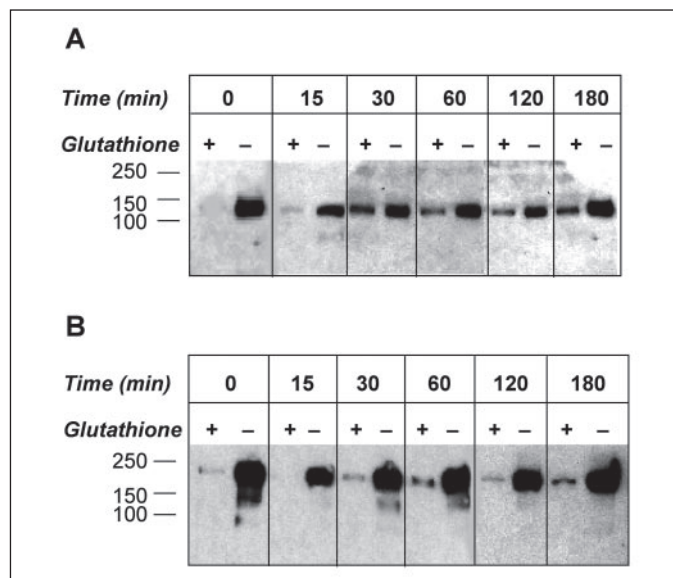 A
Time (min) 0 15 30 60 120 180
Glutathione + – + – + – + – + – + –
250
150
100
B
Time (min) 0 15 30 60 120 180
Glutathione + – + – + – + – + – + –
250
150
100